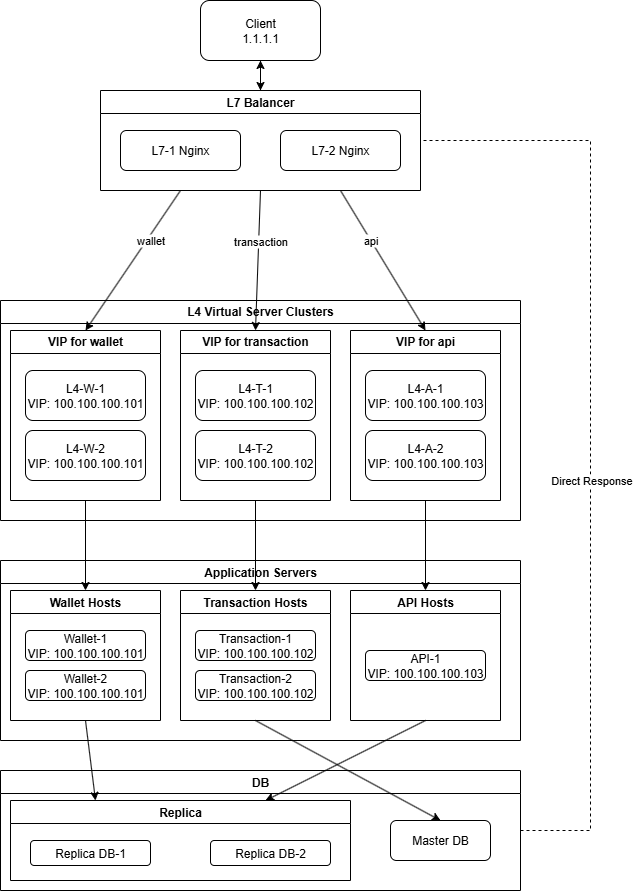 Client
1.1.1.1
L7 Balancer
L7-1 Nginx
L7-2 Nginx
wallet
transaction
api
L4 Virtual Server Clusters
VIP for wallet
VIP for transaction
VIP for api
L4-W-1
VIP: 100.100.100.101
L4-T-1
VIP: 100.100.100.102
L4-A-1
VIP: 100.100.100.103
L4-W-2
VIP: 100.100.100.101
L4-T-2
VIP: 100.100.100.102
L4-A-2
VIP: 100.100.100.103
Direct Response
Application Servers
Wallet Hosts
Transaction Hosts
API Hosts
Wallet-1
VIP: 100.100.100.101
Transaction-1
VIP: 100.100.100.102
API-1
VIP: 100.100.100.103
Wallet-2
VIP: 100.100.100.101
Transaction-2
VIP: 100.100.100.102
DB
Replica
Replica DB-1
Replica DB-2
Master DB